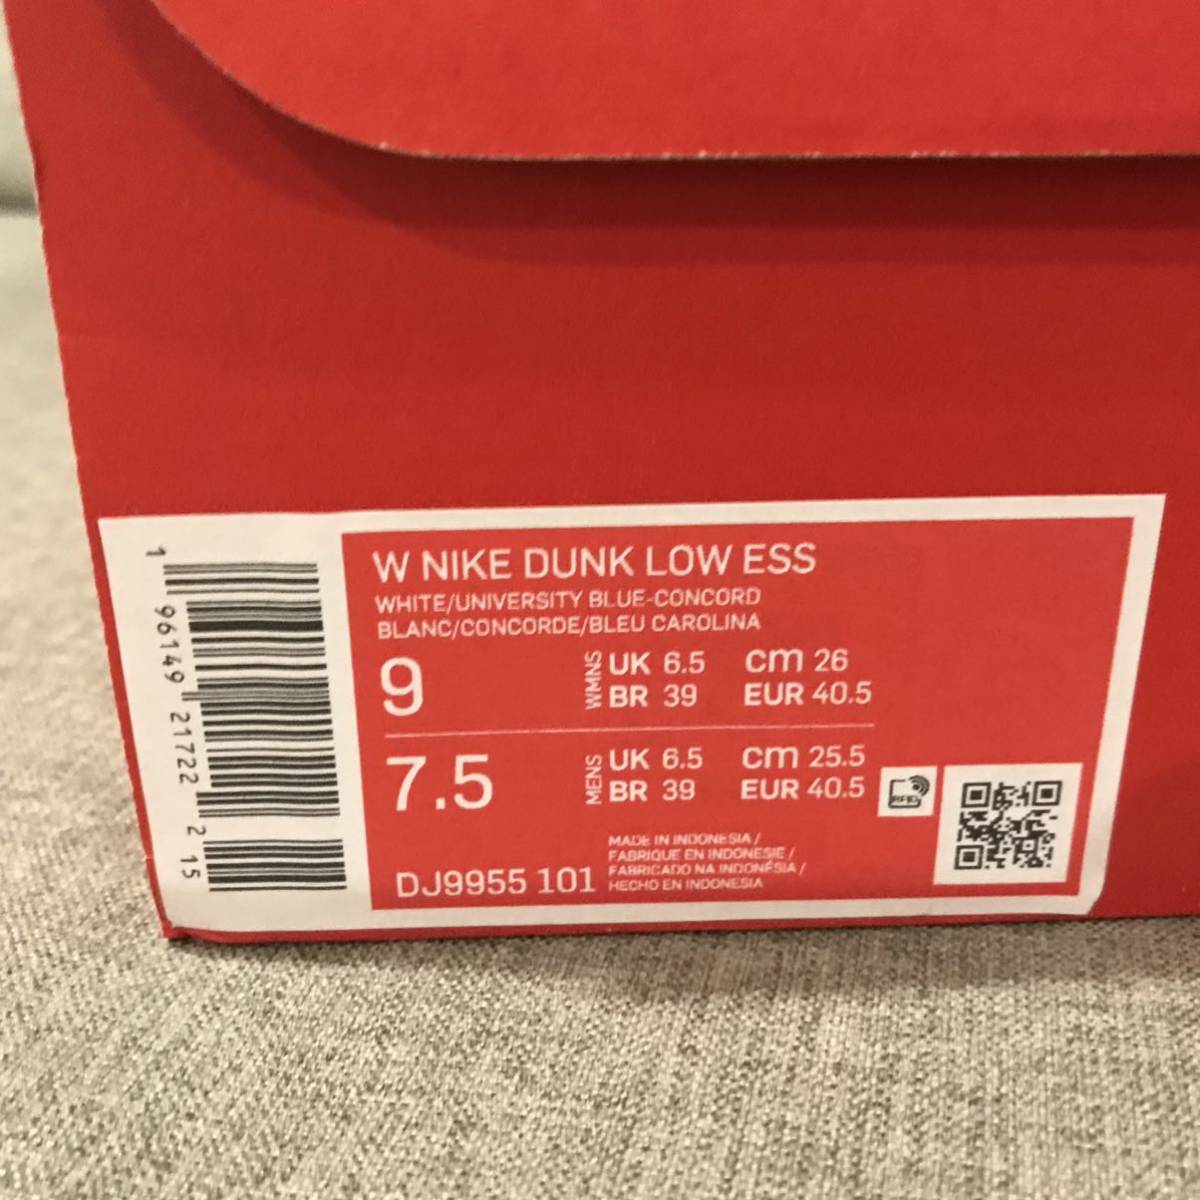 W NIKE DUNK LOW ESS
WHITE/UNIVERSITY BLUE-CONCORD
BLANC/CONCORDE/BLEU CAROLINA
9 WMNS UK 6.5 cm 26
BR 39 EUR 40.5
7.5 MENS UK 6.5 cm 25.5
BR 39 EUR 40.5
MADE IN INDONESIA /
FABRIQUE EN INDONESIE /
FABRICADO NA INDONÉSIA /
HECHO EN INDONESIA
DJ9955 101
RFID
1 96149 21722 2 15